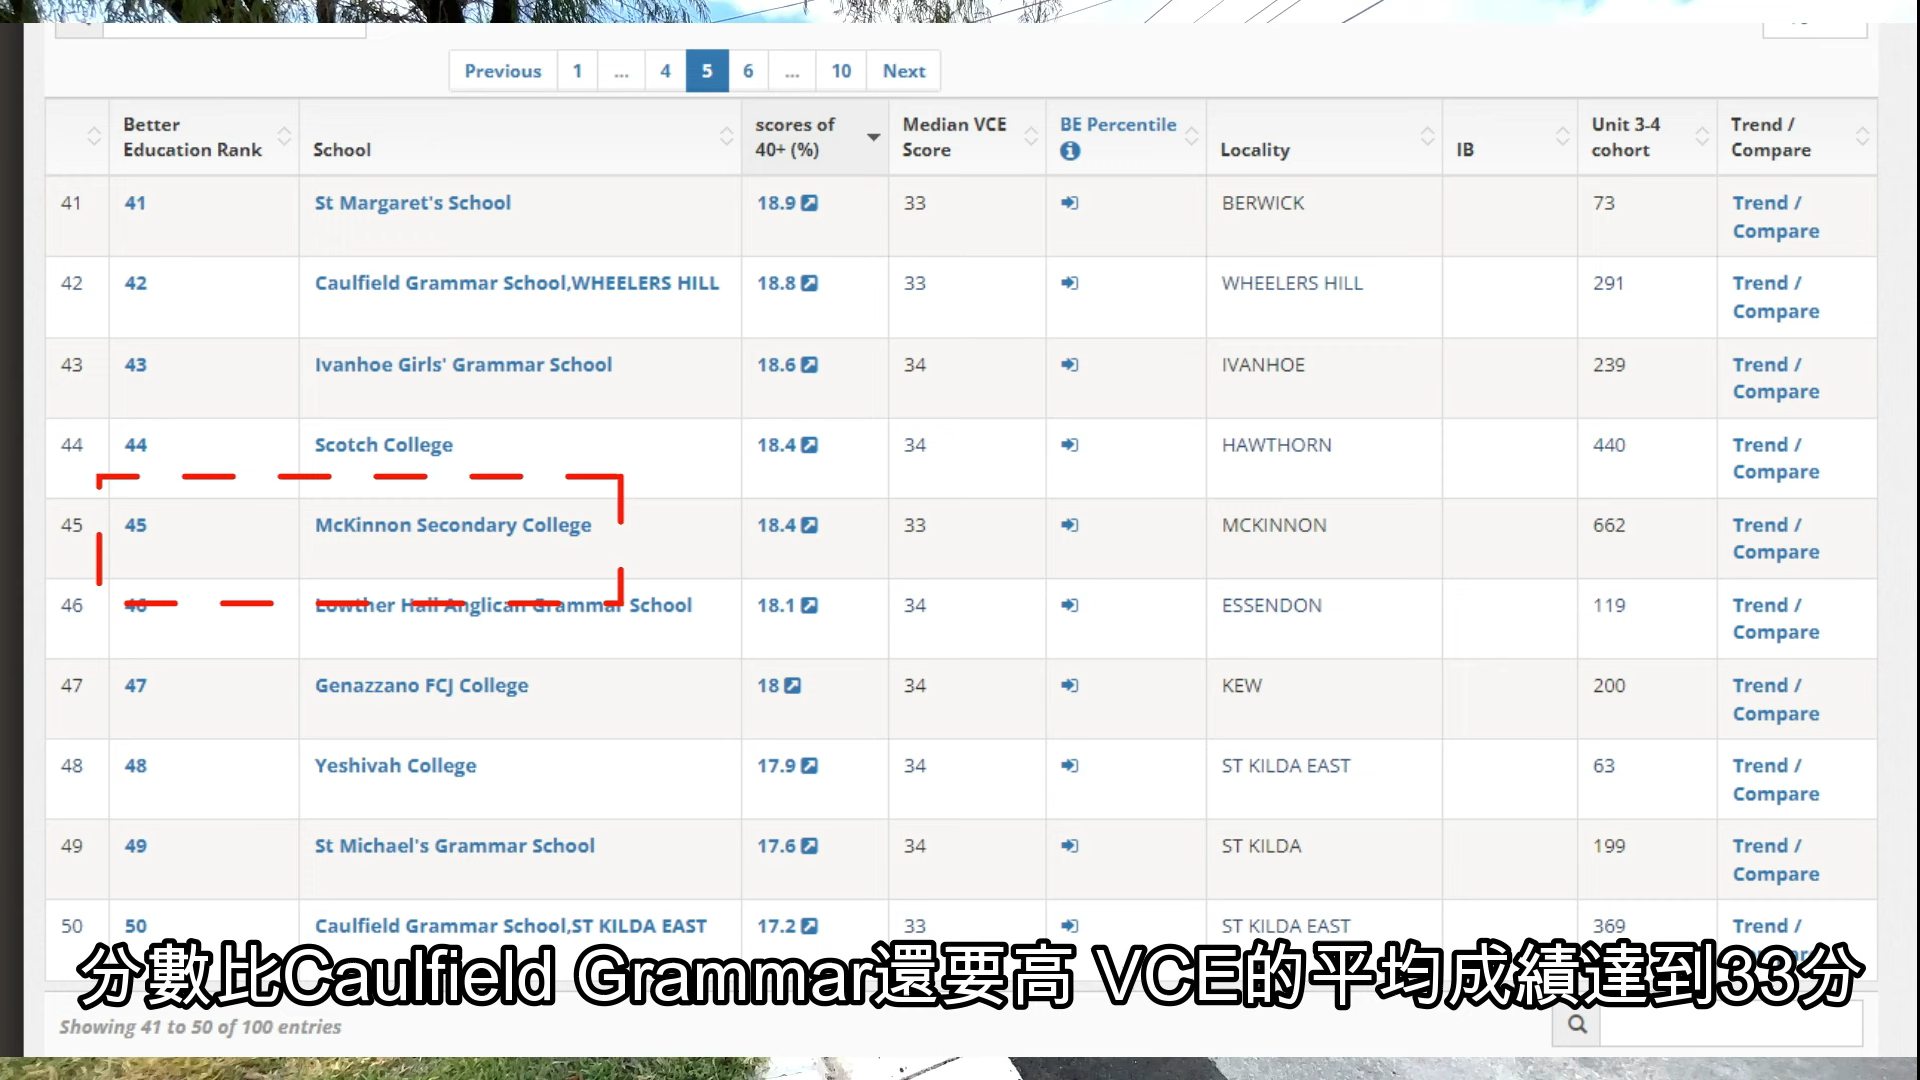 Previous 1 ... 4 5 6 ... 10 Next
Better Education Rank School scores of 40+ (%) Median VCE Score BE Percentile Locality IB Unit 3-4 cohort Trend / Compare
41 41 St Margaret's School 18.9 33 BERWICK 73 Trend / Compare
42 42 Caulfield Grammar School,WHEELERS HILL 18.8 33 WHEELERS HILL 291 Trend / Compare
43 43 Ivanhoe Girls' Grammar School 18.6 34 IVANHOE 239 Trend / Compare
44 44 Scotch College 18.4 34 HAWTHORN 440 Trend / Compare
45 45 McKinnon Secondary College 18.4 33 MCKINNON 662 Trend / Compare
46 46 Lowther Hall Anglican Grammar School 18.1 34 ESSENDON 119 Trend / Compare
47 47 Genazzano FCJ College 18 34 KEW 200 Trend / Compare
48 48 Yeshivah College 17.9 34 ST KILDA EAST 63 Trend / Compare
49 49 St Michael's Grammar School 17.6 34 ST KILDA 199 Trend / Compare
50 50 Caulfield Grammar School,ST KILDA EAST 17.2 33 ST KILDA EAST 369 Trend /
分數比Caulfield Grammar還要高 VCE的平均成績達到33分
Showing 41 to 50 of 100 entries